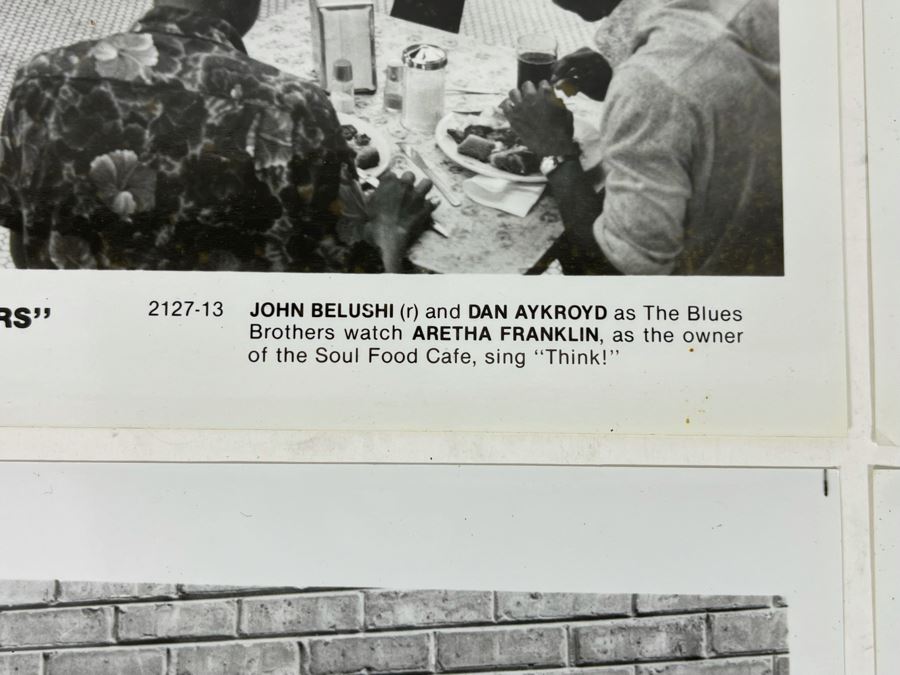 RS”
2127-13
JOHN BELUSHI (r) and DAN AYKROYD as The Blues
Brothers watch ARETHA FRANKLIN, as the owner
of the Soul Food Cafe, sing “Think!”